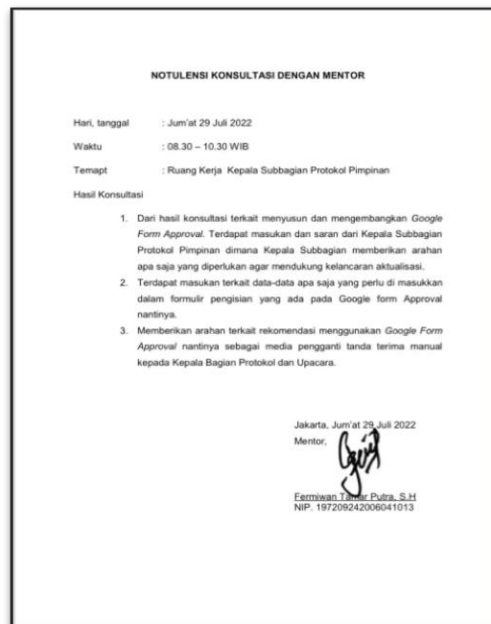 NOTULENSI KONSULTASI DENGAN MENTOR
Hari, tanggal : Jum'at 29 Juli 2022
Waktu : 08.30 – 10.30 WIB
Temapt : Ruang Kerja Kepala Subbagian Protokol Pimpinan
Hasil Konsultasi
1. Dari hasil konsultasi terkait menyusun dan mengembangkan Google
Form Approval. Terdapat masukan dan saran dari Kepala Subbagian
Protokol Pimpinan dimana Kepala Subbagian memberikan arahan
apa saja yang diperlukan agar mendukung kelancaran aktualisasi.
2. Terdapat masukan terkait data-data apa saja yang perlu di masukkan
dalam formulir pengisian yang ada pada Google form Approval
nantinya.
3. Memberikan arahan terkait rekomendasi menggunakan Google Form
Approval nantinya sebagai media pengganti tanda terima manual
kepada Kepala Bagian Protokol dan Upacara.
Jakarta, Jum'at 29 Juli 2022
Mentor,
Fermiwan Tamar Putra, S.H
NIP. 197209242006041013